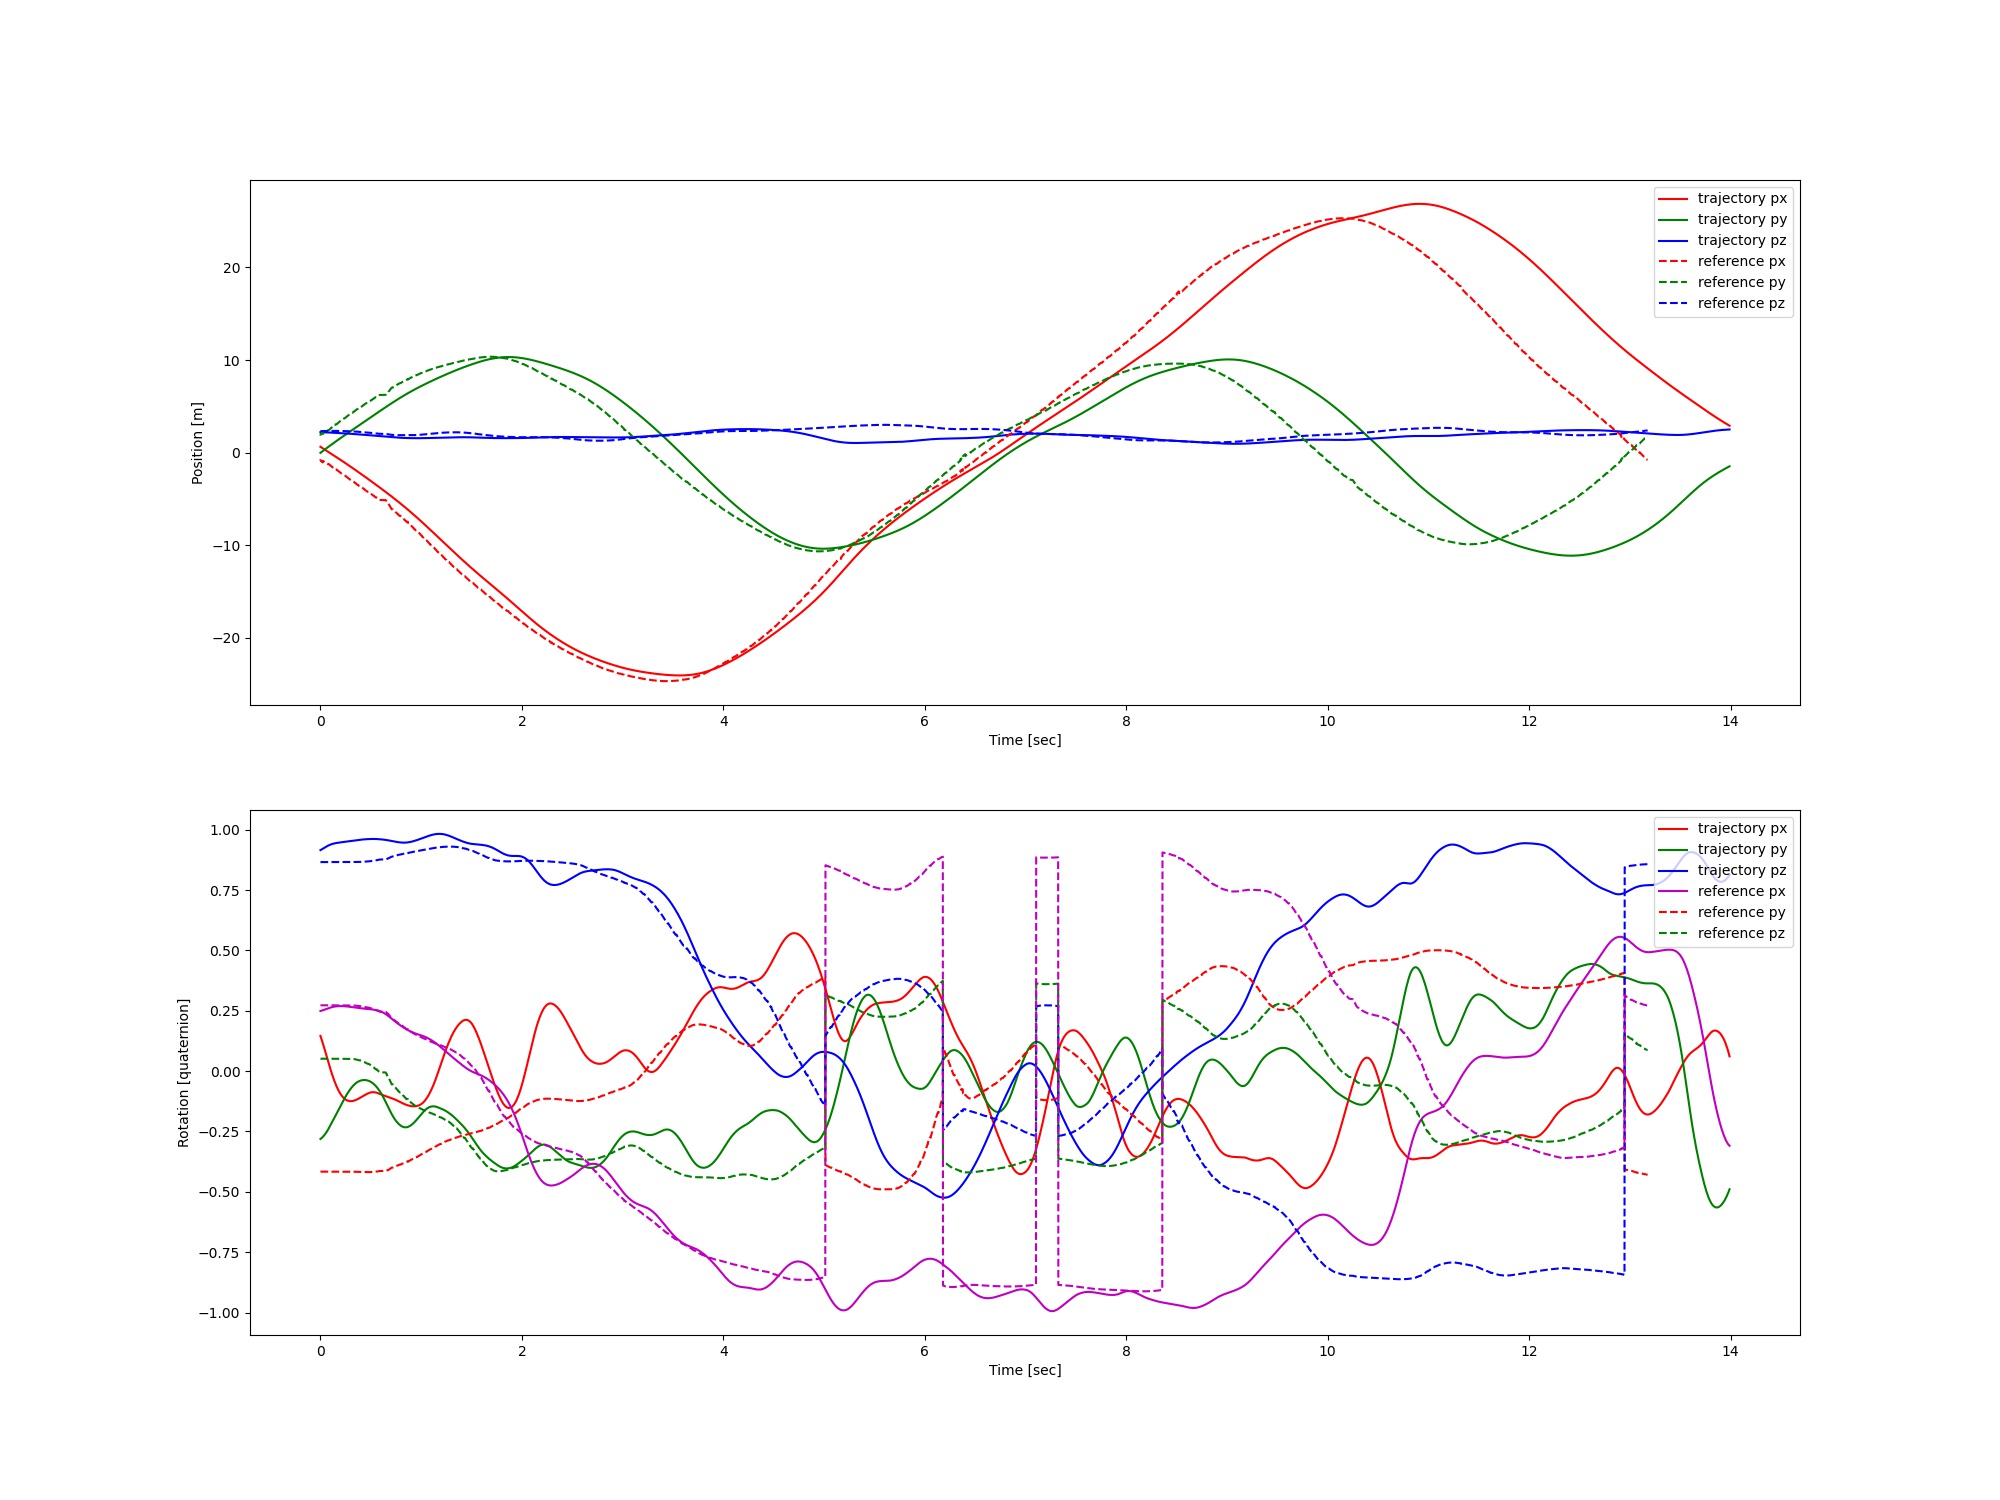 Position [m]
20
10
0
−10
−20
trajectory px
trajectory py
trajectory pz
reference px
reference py
reference pz
0 2 4 6 8 10 12 14
Time [sec]
Rotation [quaternion]
1.00
0.75
0.50
0.25
0.00
−0.25
−0.50
−0.75
−1.00
trajectory px
trajectory py
trajectory pz
reference px
reference py
reference pz
0 2 4 6 8 10 12 14
Time [sec]